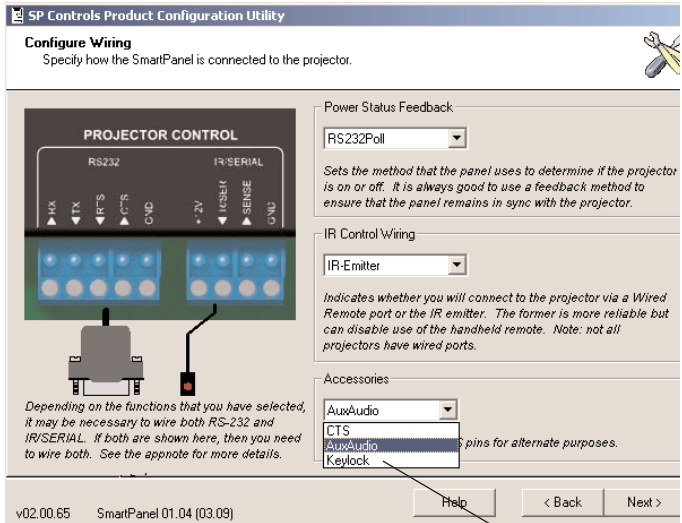 SP Controls Product Configuration Utility
Configure Wiring
Specify how the SmartPanel is connected to the projector.
PROJECTOR CONTROL
RS232
IR/SERIAL
RX
TX
RTS
CTS
GND
+12V
IR/SER
SENSE
GND
Depending on the functions that you have selected,
it may be necessary to wire both RS-232 and
IR/SERIAL. If both are shown here, then you need
to wire both. See the appnote for more details.
Power Status Feedback
RS232Poll
Sets the method that the panel uses to determine if the projector
is on or off. It is always good to use a feedback method to
ensure that the panel remains in sync with the projector.
IR Control Wiring
IR-Emitter
Indicates whether you will connect to the projector via a Wired
Remote port or the IR emitter. The former is more reliable but
can disable use of the handheld remote. Note: not all
projectors have wired ports.
Accessories
AuxAudio
CTS
AuxAudio
Keylock
pins for alternate purposes.
v02.00.65
SmartPanel 01.04 (03.09)
Help
< Back
Next >